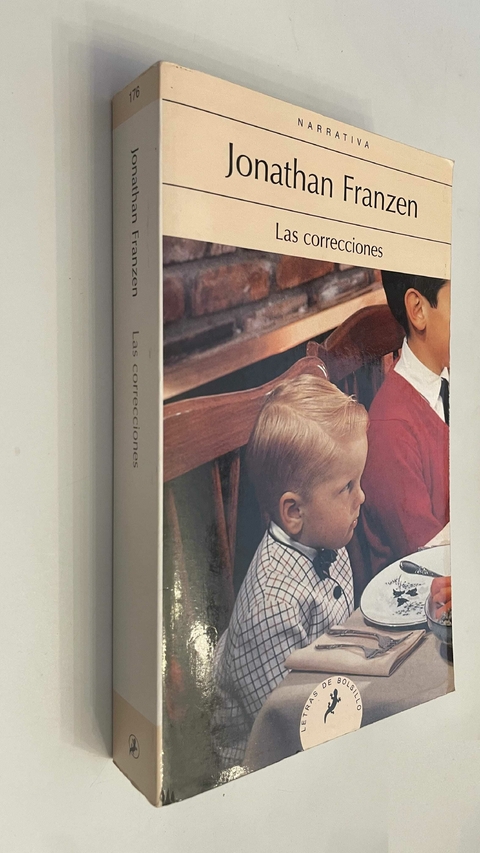 176
Jonathan Franzen
Las correcciones
NARRATIVA
Jonathan Franzen
Las correcciones
LETRAS DE BOLSILLO